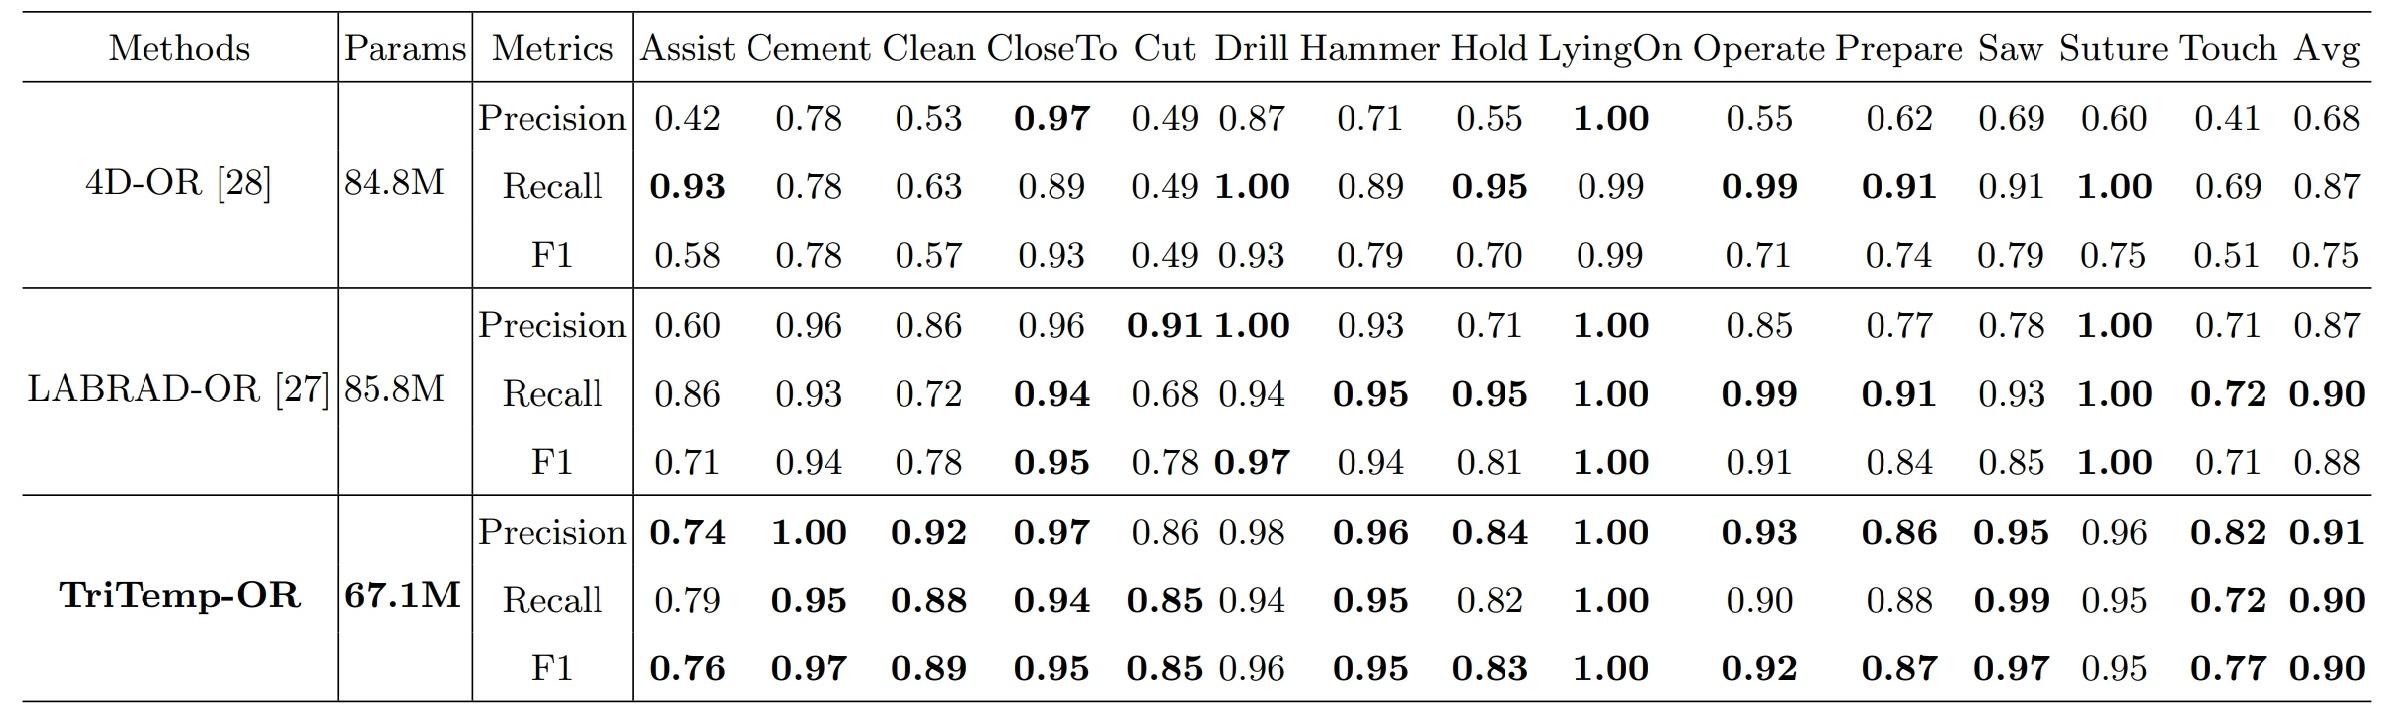 Methods Params Metrics Assist Cement Clean CloseTo Cut Drill Hammer Hold LyingOn Operate Prepare Saw Suture Touch Avg
Precision 0.42 0.78 0.53 0.97 0.49 0.87 0.71 0.55 1.00 0.55 0.62 0.69 0.60 0.41 0.68
4D-OR [28] 84.8M Recall 0.93 0.78 0.63 0.89 0.49 1.00 0.89 0.95 0.99 0.99 0.91 0.91 1.00 0.69 0.87
F1 0.58 0.78 0.57 0.93 0.49 0.93 0.79 0.70 0.99 0.71 0.74 0.79 0.75 0.51 0.75
Precision 0.60 0.96 0.86 0.96 0.91 1.00 0.93 0.71 1.00 0.85 0.77 0.78 1.00 0.71 0.87
LABRAD-OR [27] 85.8M Recall 0.86 0.93 0.72 0.94 0.68 0.94 0.95 0.95 1.00 0.99 0.91 0.93 1.00 0.72 0.90
F1 0.71 0.94 0.78 0.95 0.78 0.97 0.94 0.81 1.00 0.91 0.84 0.85 1.00 0.71 0.88
Precision 0.74 1.00 0.92 0.97 0.86 0.98 0.96 0.84 1.00 0.93 0.86 0.95 0.96 0.82 0.91
TriTemp-OR 67.1M Recall 0.79 0.95 0.88 0.94 0.85 0.94 0.95 0.82 1.00 0.90 0.88 0.99 0.95 0.72 0.90
F1 0.76 0.97 0.89 0.95 0.85 0.96 0.95 0.83 1.00 0.92 0.87 0.97 0.95 0.77 0.90